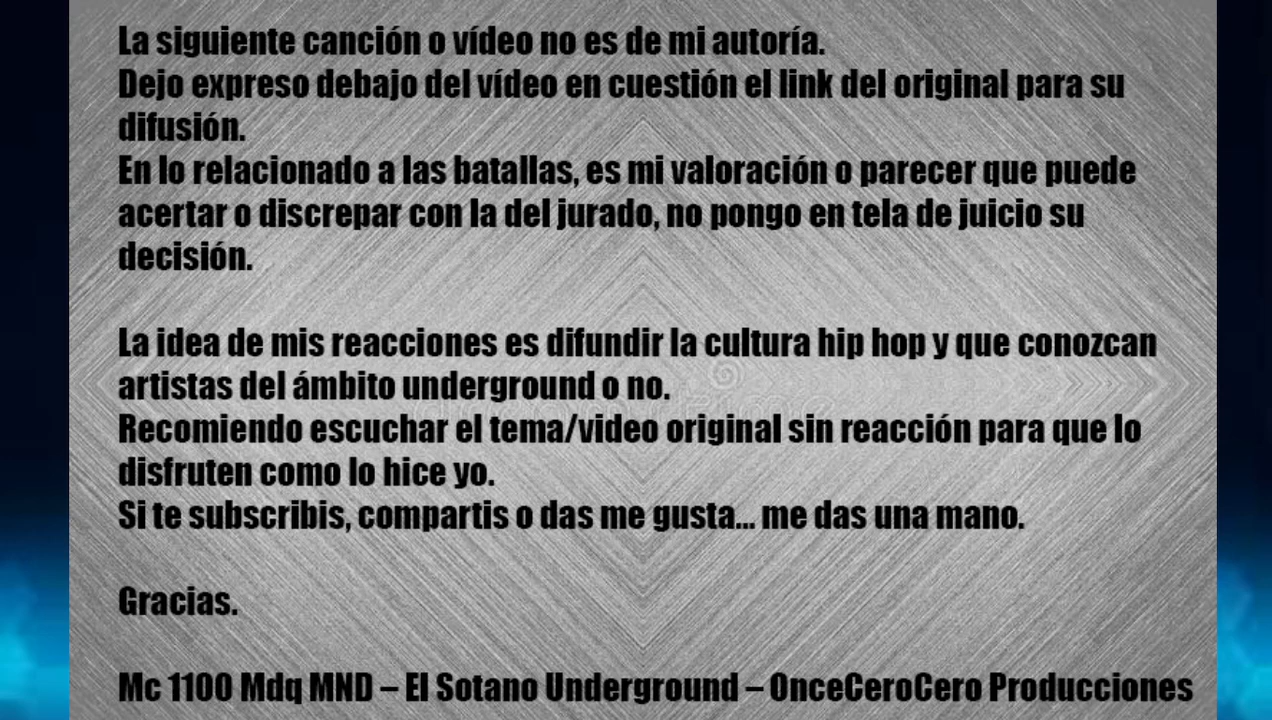 La siguiente canción o vídeo no es de mi autoría.
Dejo expreso debajo del vídeo en cuestión el link del original para su
difusión.
En lo relacionado a las batallas, es mi valoración o parecer que puede
acertar o discrepar con la del jurado, no pongo en tela de juicio su
decisión.
La idea de mis reacciones es difundir la cultura hip hop y que conozcan
artistas del ámbito underground o no.
Recomiendo escuchar el tema/video original sin reacción para que lo
disfruten como lo hice yo.
Si te subscribis, compartis o das me gusta... me das una mano.
Gracias.
Mc 1100 Mdq MND – El Sotano Underground – OnceCeroCero Producciones